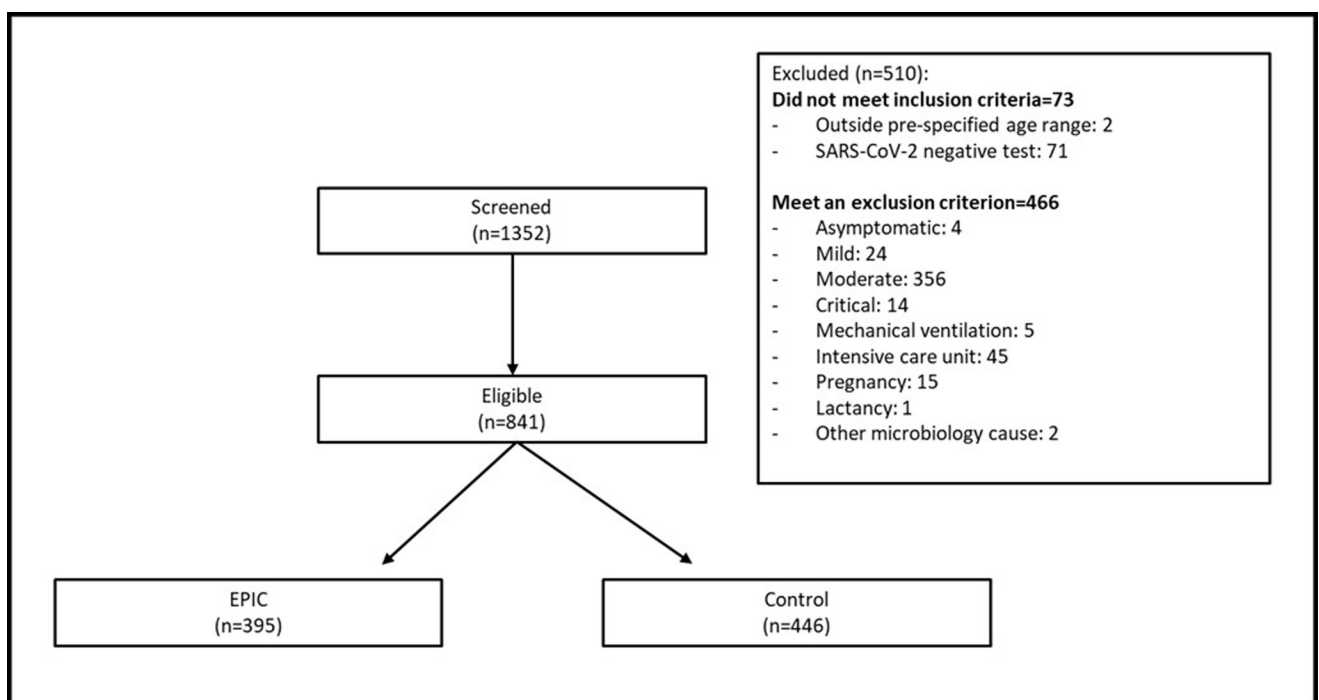 Excluded (n=510):
Did not meet inclusion criteria=73
- Outside pre-specified age range: 2
- SARS-CoV-2 negative test: 71
Meet an exclusion criterion=466
- Asymptomatic: 4
- Mild: 24
- Moderate: 356
- Critical: 14
- Mechanical ventilation: 5
- Intensive care unit: 45
- Pregnancy: 15
- Lactancy: 1
- Other microbiology cause: 2
Screened
(n=1352)
Eligible
(n=841)
EPIC
(n=395)
Control
(n=446)